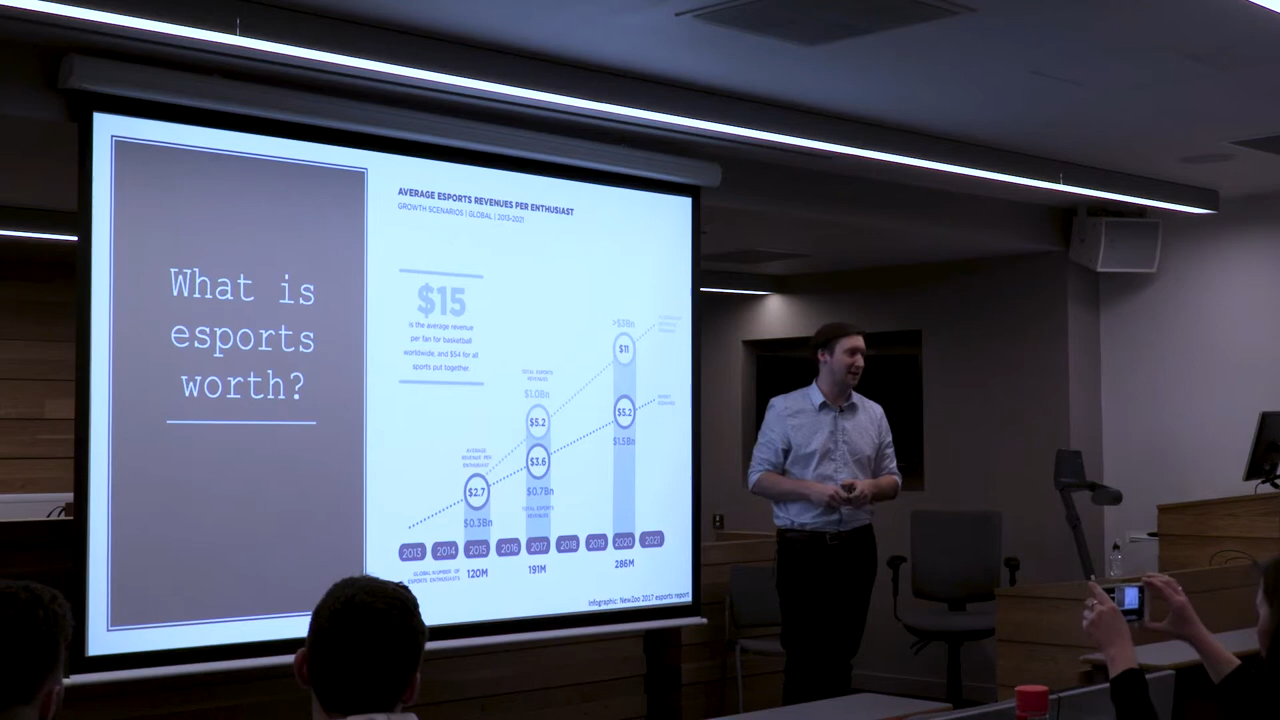 What is
esports
worth?
AVERAGE ESPORTS REVENUES PER ENTHUSIAST
GROWTH SCENARIOS | GLOBAL | 2013-2021
$15
is the average revenue
per fan for basketball
worldwide, and $54 for all
sports put together.
>$3Bn
$11
TOTAL ESPORTS
REVENUES
$1.0Bn
$5.2
$5.2
$1.5Bn
AVERAGE
REVENUE PER
ENTHUSIAST
$3.6
$2.7
$0.7Bn
TOTAL ESPORTS
REVENUES
$0.3Bn
2013 2014 2015 2016 2017 2018 2019 2020 2021
GLOBAL NUMBER OF
ESPORTS ENTHUSIASTS
120M 191M 286M
Infographic: NewZoo 2017 esports report